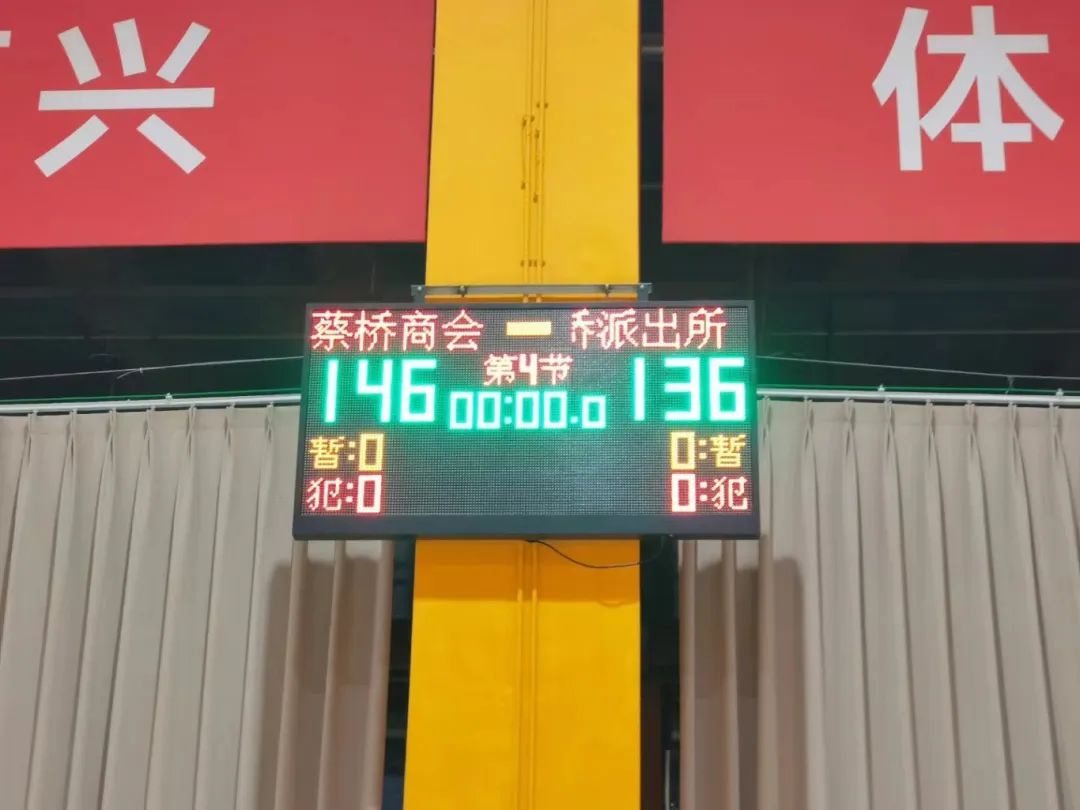 兴 体
蔡桥商会 派出所
第4节
146 00:00.0 136
暂:0 0:暂
犯:0 0:犯